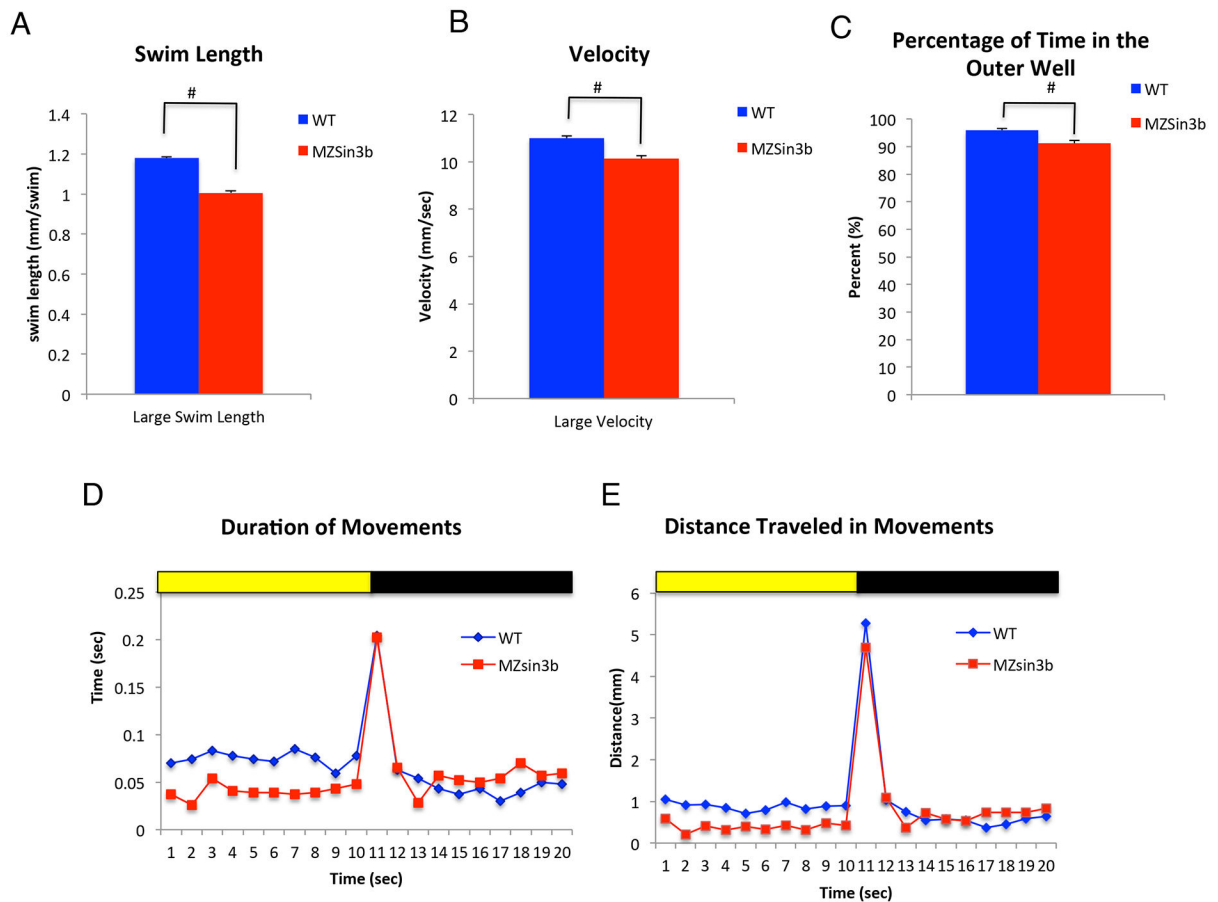 A
Swim Length
#
1.4
1.2
1
0.8
0.6
0.4
0.2
0
swim length (mm/swim)
Large Swim Length
WT
MZSin3b
B
Velocity
#
12
10
8
6
4
2
0
Velocity (mm/sec)
Large Velocity
WT
MZSin3b
C
Percentage of Time in the
Outer Well
#
100
90
80
70
60
50
40
30
20
10
0
Percent (%)
WT
MZSin3b
D
Duration of Movements
0.25
0.2
0.15
0.1
0.05
0
Time (sec)
WT
MZsin3b
1 2 3 4 5 6 7 8 9 10 11 12 13 14 15 16 17 18 19 20
Time (sec)
E
Distance Traveled in Movements
6
5
4
3
2
1
0
Distance(mm)
WT
MZsin3b
1 2 3 4 5 6 7 8 9 10 11 12 13 14 15 16 17 18 19 20
Time (sec)